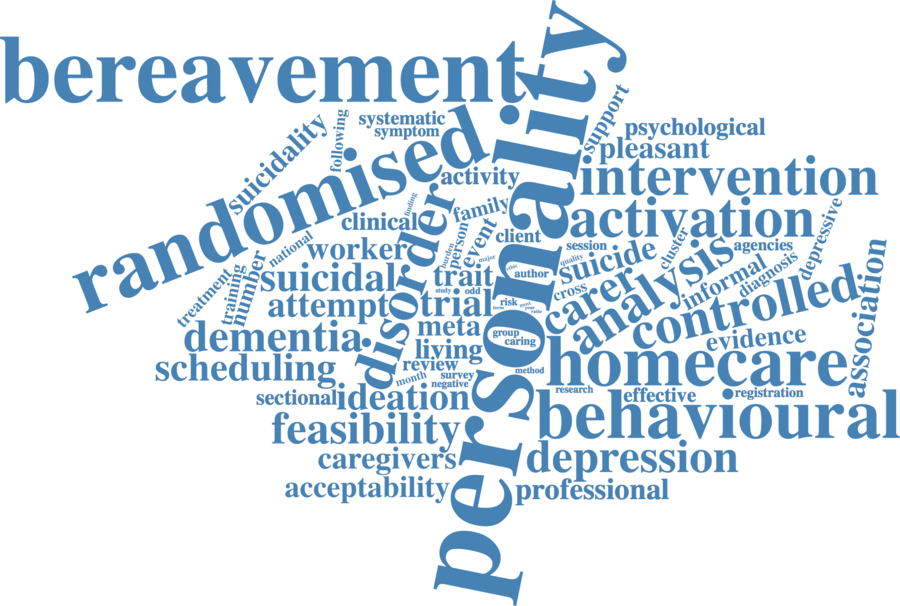 bereavement
personality
systematic
symptom
following
support
psychological
suicidality
randomised
pleasant
activity
intervention
finding
family
activation
clinical
disorder
person
event
client
depressive
national
worker
session
suicide
cluster
agencies
burden
major
quality
treatment
training
number
suicidal
trait
author
carer
analysis
informal
diagnosis
association
study
odd
cross
attempt
trial
risk
controlled
dementia
meta
group
caring
evidence
living
homecare
scheduling
review
method
month
survey
negative
research
effective
registration
sectional
ideation
behavioural
feasibility
caregivers
depression
acceptability
professional